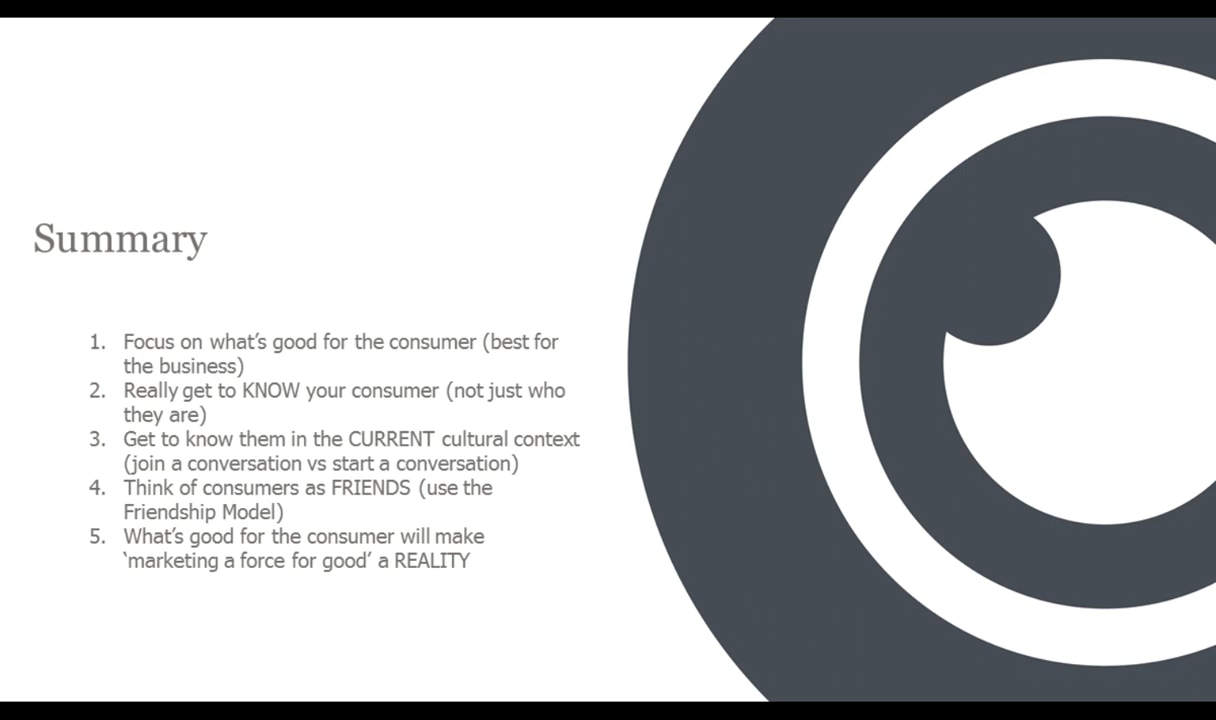 Summary
1. Focus on what’s good for the consumer (best for
the business)
2. Really get to KNOW your consumer (not just who
they are)
3. Get to know them in the CURRENT cultural context
(join a conversation vs start a conversation)
4. Think of consumers as FRIENDS (use the
Friendship Model)
5. What’s good for the consumer will make
‘marketing a force for good’ a REALITY